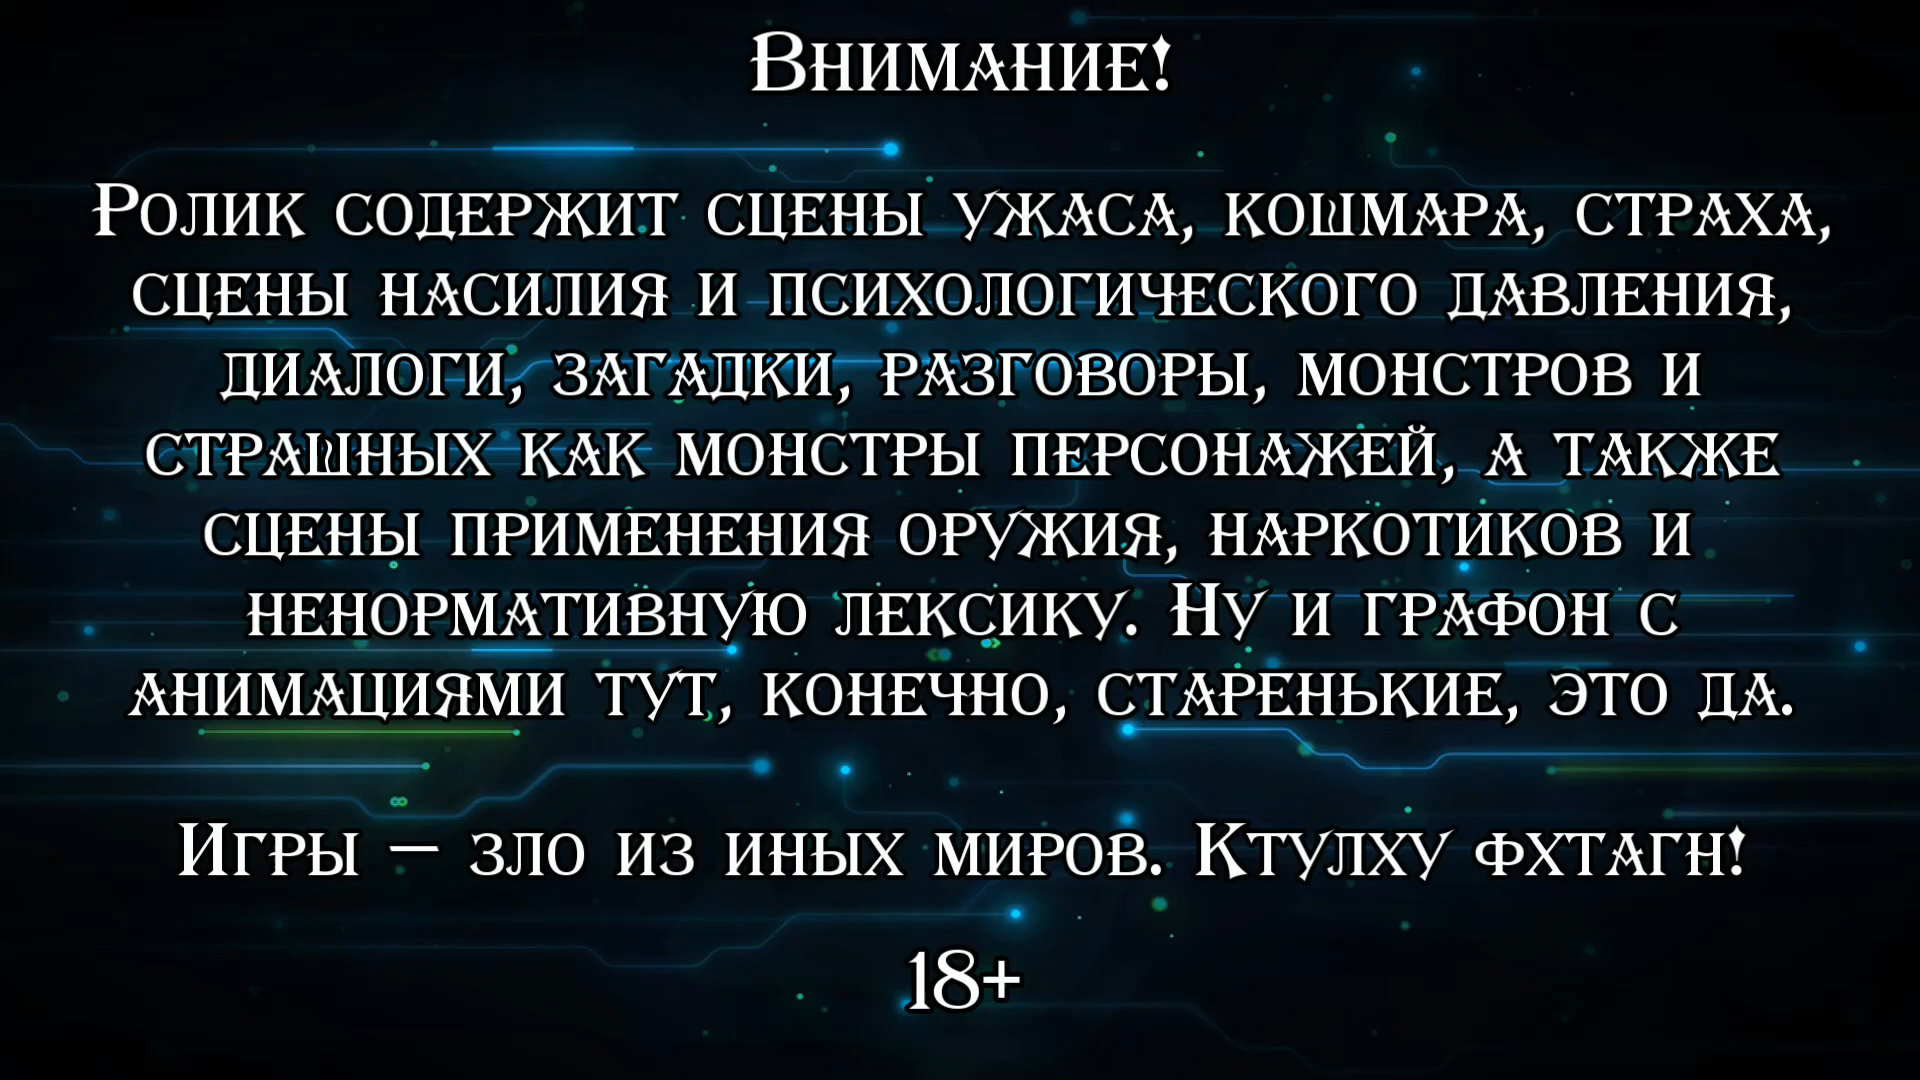 Внимание!
Ролик содержит сцены ужаса, кошмара, страха,
сцены насилия и психологического давления,
диалоги, загадки, разговоры, монстров и
страшных как монстры персонажей, а также
сцены применения оружия, наркотиков и
ненормативную лексику. Ну и графон с
анимациями тут, конечно, старенькие, это да.
Игры — зло из иных миров. Ктулху фхтагн!
18+